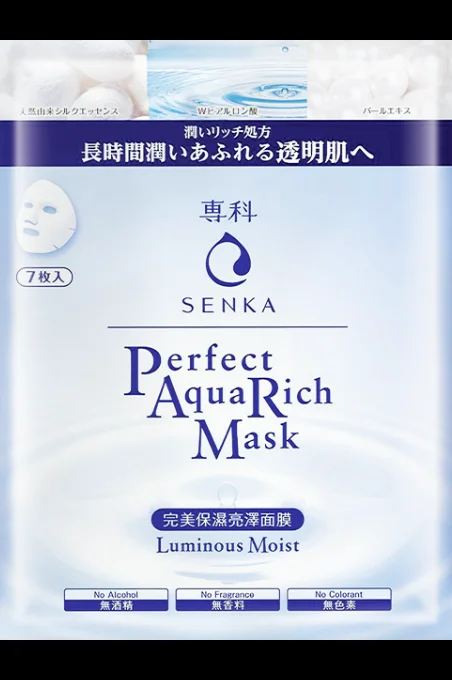 天然由来シルクエッセンス
Wヒアルロン酸
パールエキス
潤いリッチ処方
長時間潤いあふれる透明肌へ
7枚入
専科
SENKA
Perfect
AquaRich
Mask
完美保濕亮澤面膜
Luminous Moist
No Alcohol
無酒精
No Fragrance
無香料
No Colorant
無色素